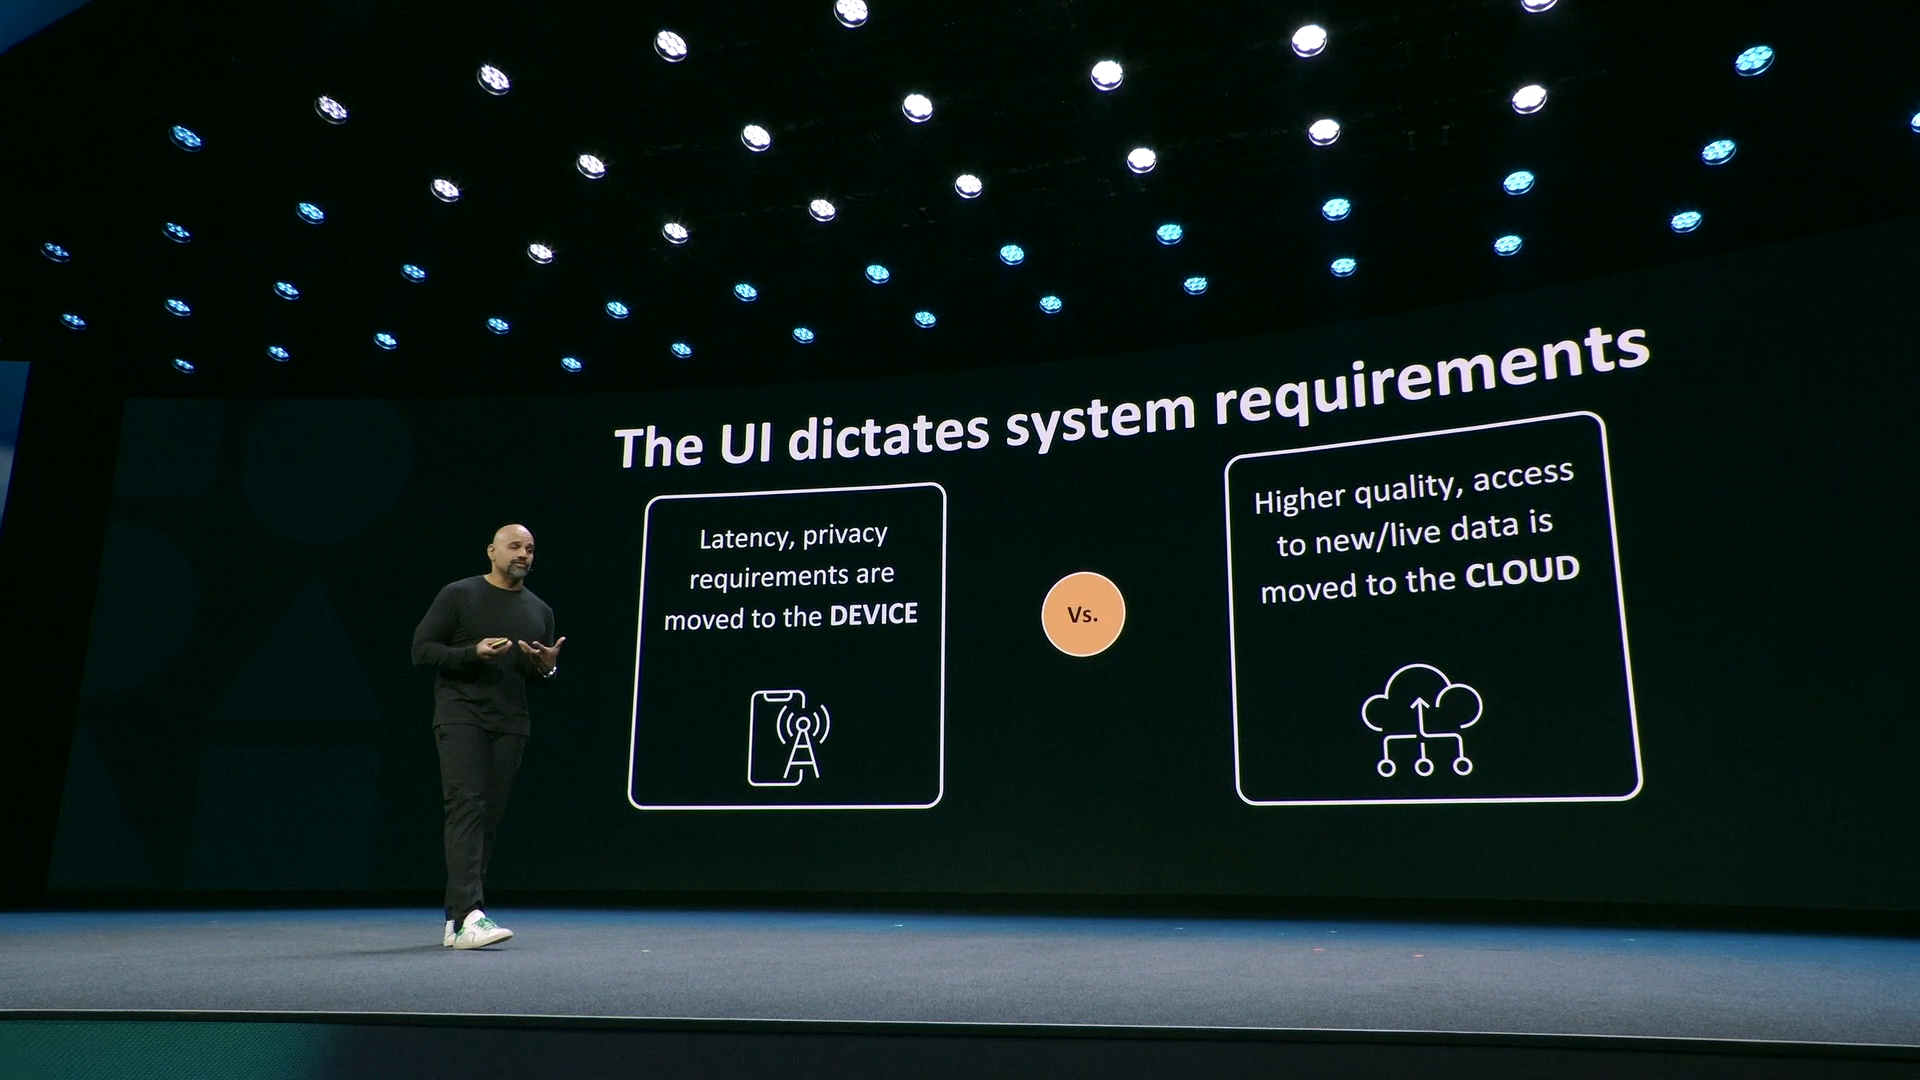 The UI dictates system requirements
Latency, privacy
requirements are
moved to the DEVICE
Vs.
Higher quality, access
to new/live data is
moved to the CLOUD